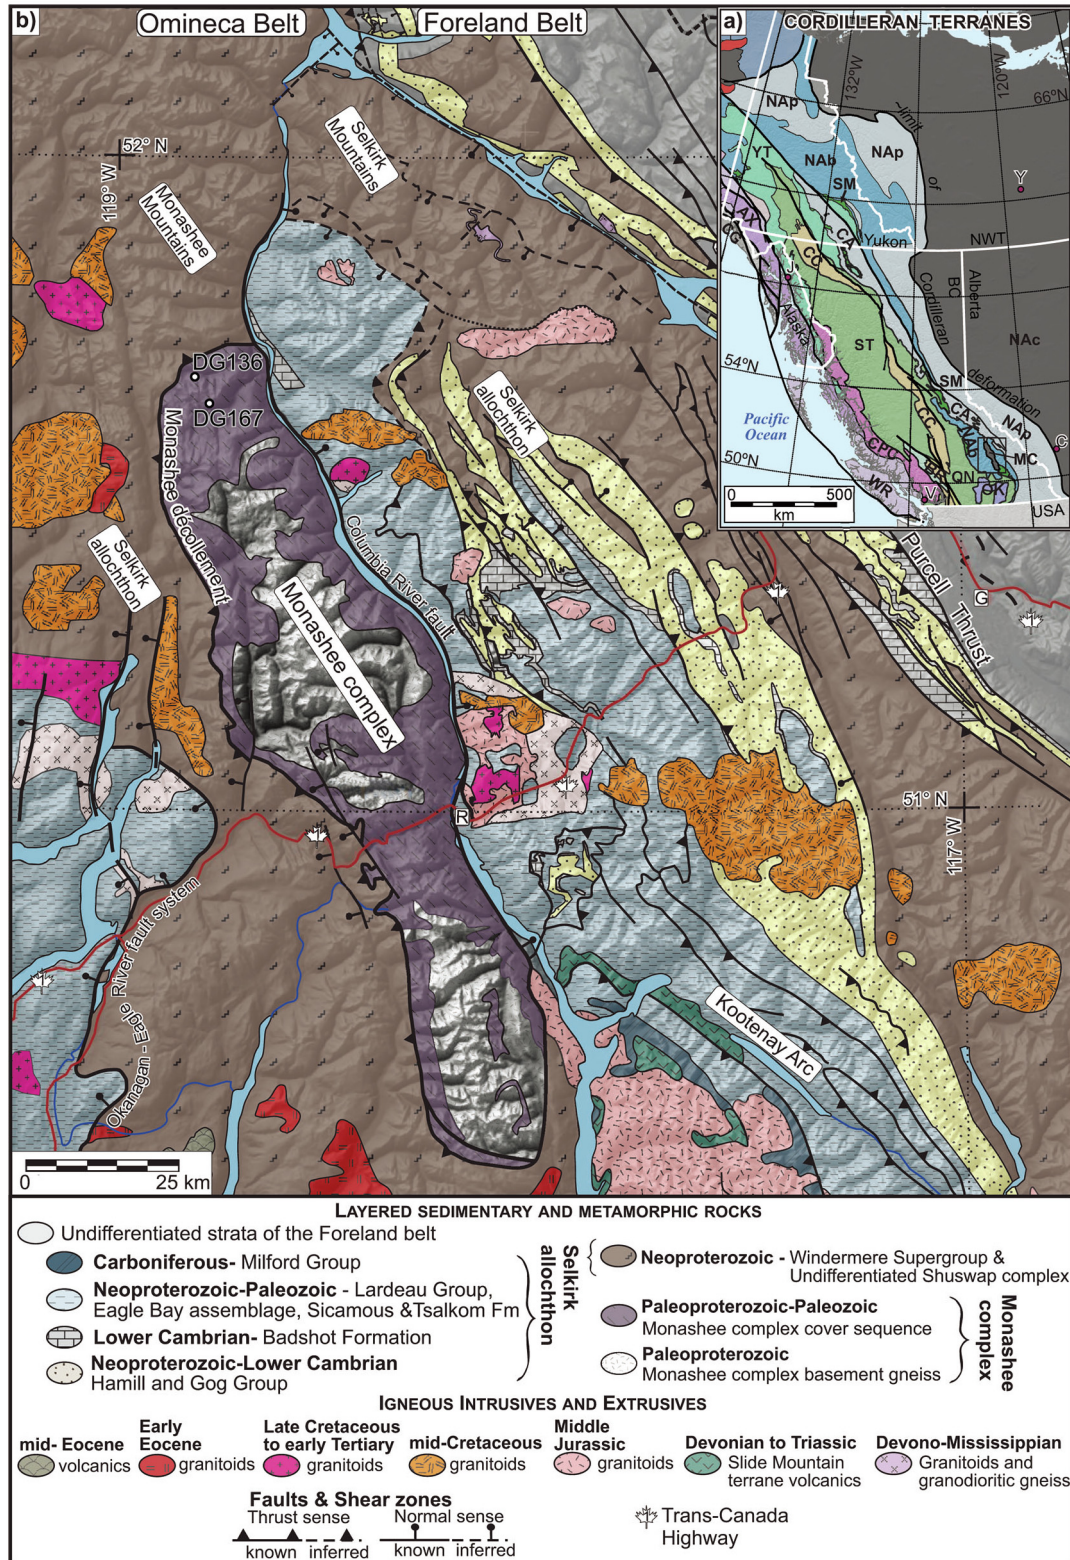 b)
Omineca Belt
Foreland Belt
52° N
119° W
Selkirk
Mountains
Monashee
Mountains
DG136
DG167
Monashee décollement
Selkirk
allochthon
Selkirk
allochthon
Columbia River fault
Monashee complex
Purcell Thrust
G
R
51° N
117° W
Okanagan - Eagle River fault system
Kootenay Arc
0 25 km
a)
CORDILLERAN TERRANES
132°W
120°W
66°N
NAp
NAb
NAp
limit
of
Cordilleran
deformation
YT
SM
Y
AX
CG
CA
CC
Yukon
NWT
J
Alaska
BC
Alberta
ST
NAc
54°N
SM
CA
NAp
CC
NAb
Pacific
Ocean
50°N
CPC
WR
BR
QN
OK
MC
C
V
USA
0 500
km
LAYERED SEDIMENTARY AND METAMORPHIC ROCKS
Undifferentiated strata of the Foreland belt
Carboniferous- Milford Group
Neoproterozoic-Paleozoic - Lardeau Group,
Eagle Bay assemblage, Sicamous &Tsalkom Fm
Lower Cambrian- Badshot Formation
Neoproterozoic-Lower Cambrian
Hamill and Gog Group
Selkirk
allochthon
Neoproterozoic - Windermere Supergroup &
Undifferentiated Shuswap complex
Paleoproterozoic-Paleozoic
Monashee complex cover sequence
Paleoproterozoic
Monashee complex basement gneiss
Monashee
complex
IGNEOUS INTRUSIVES AND EXTRUSIVES
mid- Eocene
volcanics
Early
Eocene
granitoids
Late Cretaceous
to early Tertiary
granitoids
mid-Cretaceous
granitoids
Middle
Jurassic
granitoids
Devonian to Triassic
Slide Mountain
terrane volcanics
Devono-Mississippian
Granitoids and
granodioritic gneiss
Faults & Shear zones
Thrust sense
known inferred
Normal sense
known inferred
Trans-Canada
Highway